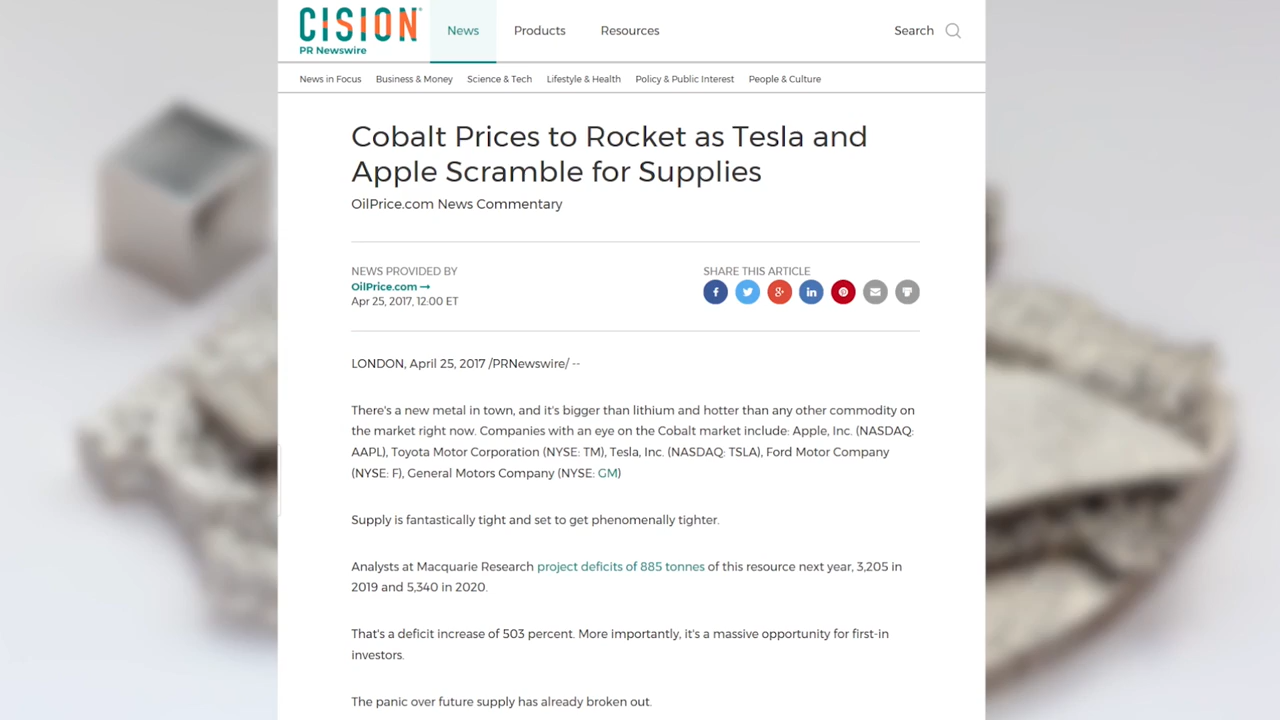 CISION
PR Newswire
News
Products
Resources
Search
News in Focus
Business & Money
Science & Tech
Lifestyle & Health
Policy & Public Interest
People & Culture
Cobalt Prices to Rocket as Tesla and
Apple Scramble for Supplies
OilPrice.com News Commentary
NEWS PROVIDED BY
OilPrice.com →
Apr 25, 2017, 12:00 ET
SHARE THIS ARTICLE
LONDON, April 25, 2017 /PRNewswire/ --
There's a new metal in town, and it's bigger than lithium and hotter than any other commodity on
the market right now. Companies with an eye on the Cobalt market include: Apple, Inc. (NASDAQ:
AAPL), Toyota Motor Corporation (NYSE: TM), Tesla, Inc. (NASDAQ: TSLA), Ford Motor Company
(NYSE: F), General Motors Company (NYSE: GM)
Supply is fantastically tight and set to get phenomenally tighter.
Analysts at Macquarie Research project deficits of 885 tonnes of this resource next year, 3,205 in
2019 and 5,340 in 2020.
That's a deficit increase of 503 percent. More importantly, it's a massive opportunity for first-in
investors.
The panic over future supply has already broken out.